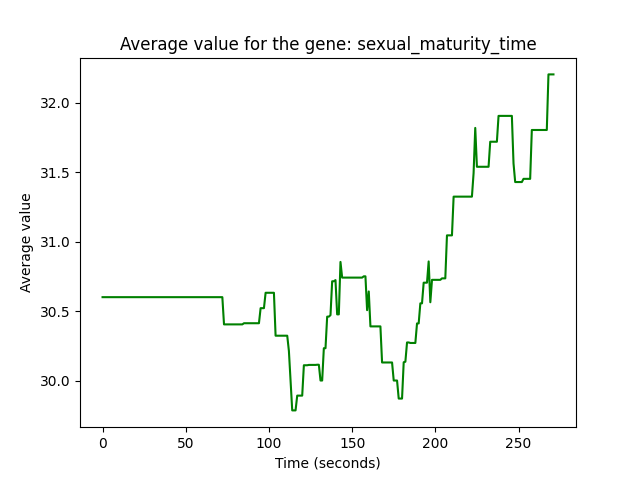 Average value for the gene: sexual_maturity_time
Average value
32.0
31.5
31.0
30.5
30.0
0 50 100 150 200 250
Time (seconds)